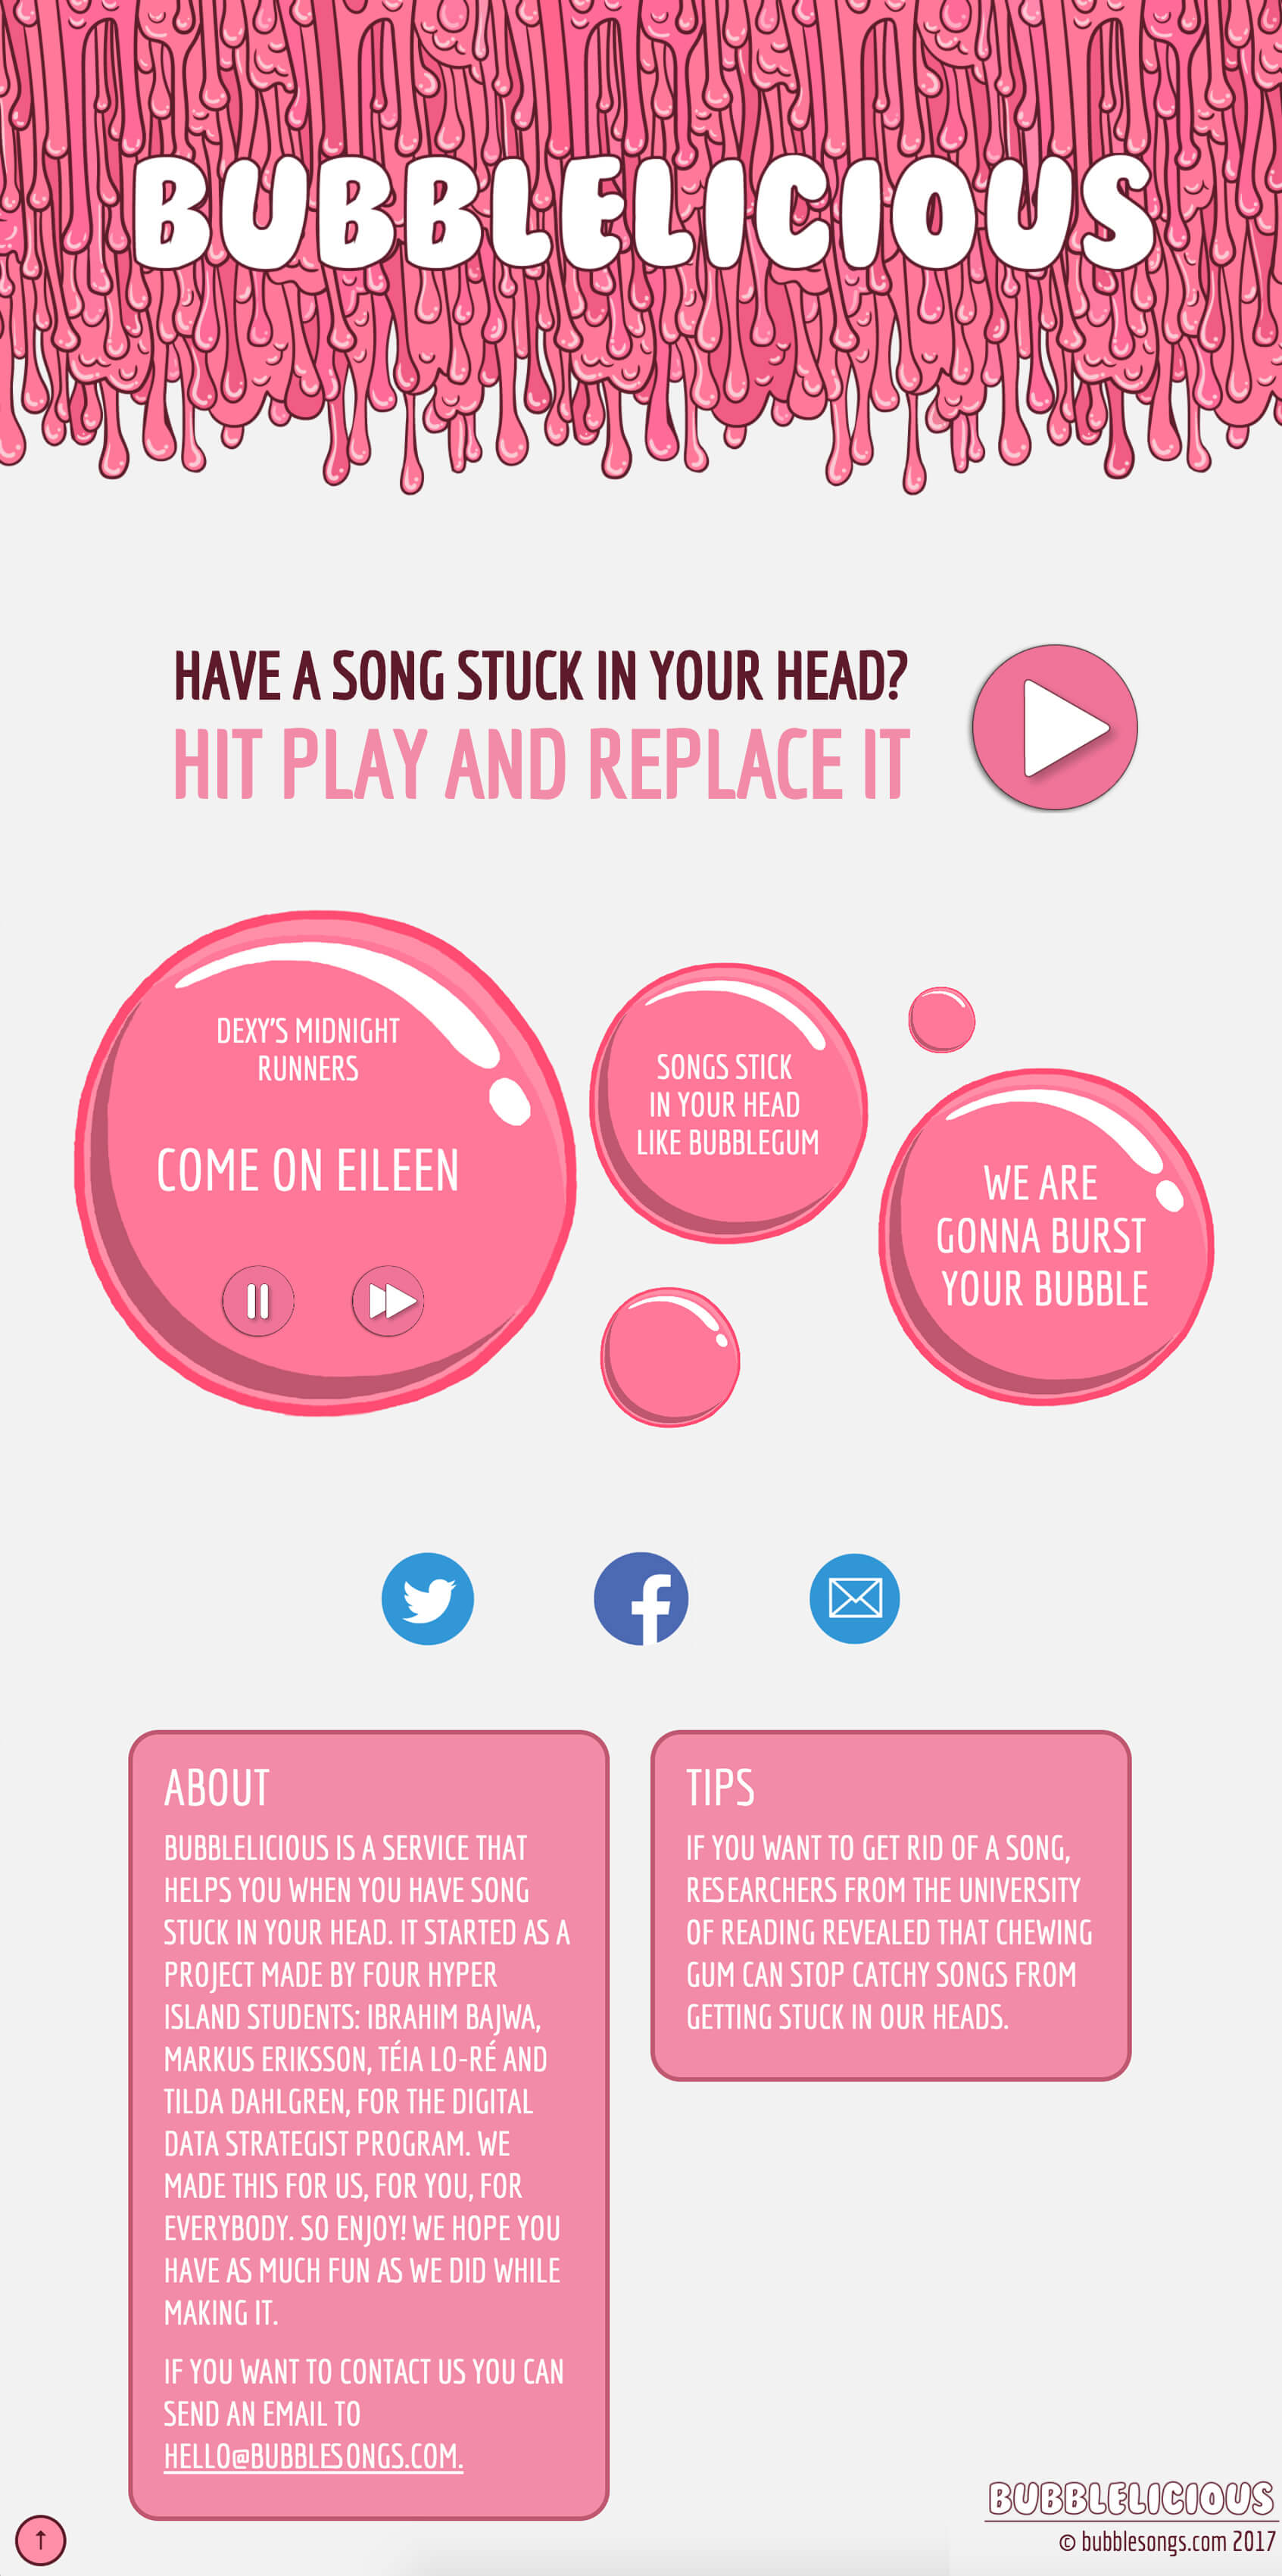 BUBBLELICIOUS
HAVE A SONG STUCK IN YOUR HEAD?
HIT PLAY AND REPLACE IT
DEXY'S MIDNIGHT
RUNNERS
COME ON EILEEN
SONGS STICK
IN YOUR HEAD
LIKE BUBBLEGUM
WE ARE
GONNA BURST
YOUR BUBBLE
ABOUT
BUBBLELICIOUS IS A SERVICE THAT
HELPS YOU WHEN YOU HAVE SONG
STUCK IN YOUR HEAD. IT STARTED AS A
PROJECT MADE BY FOUR HYPER
ISLAND STUDENTS: IBRAHIM BAJWA,
MARKUS ERIKSSON, TÉIA LO-RÉ AND
TILDA DAHLGREN, FOR THE DIGITAL
DATA STRATEGIST PROGRAM. WE
MADE THIS FOR US, FOR YOU, FOR
EVERYBODY. SO ENJOY! WE HOPE YOU
HAVE AS MUCH FUN AS WE DID WHILE
MAKING IT.
IF YOU WANT TO CONTACT US YOU CAN
SEND AN EMAIL TO
HELLO@BUBBLESONGS.COM.
TIPS
IF YOU WANT TO GET RID OF A SONG,
RESEARCHERS FROM THE UNIVERSITY
OF READING REVEALED THAT CHEWING
GUM CAN STOP CATCHY SONGS FROM
GETTING STUCK IN OUR HEADS.
BUBBLELICIOUS
© bubblesongs.com 2017